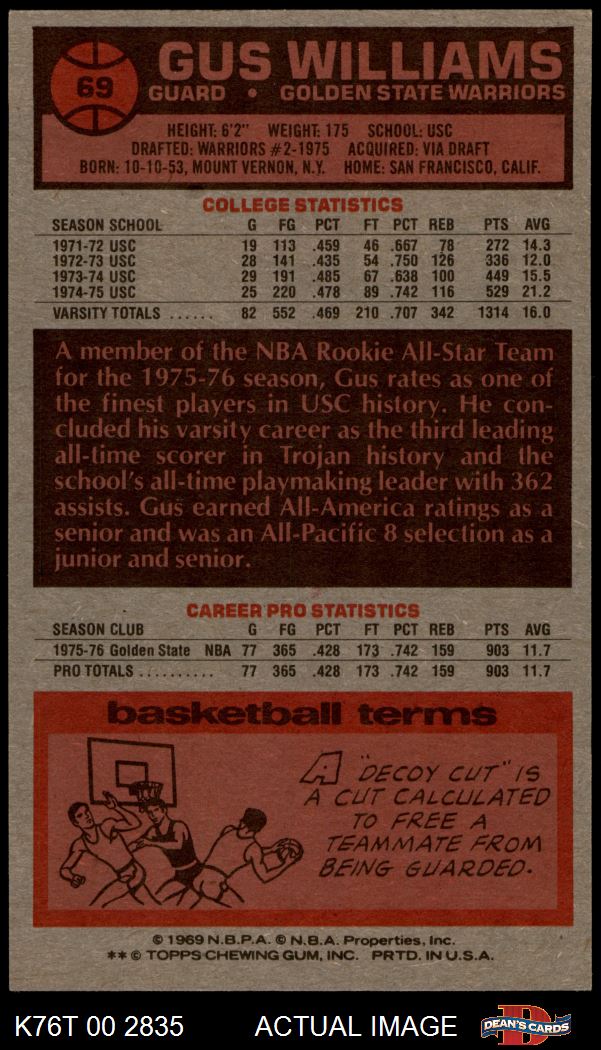 69
GUS WILLIAMS
GUARD • GOLDEN STATE WARRIORS
HEIGHT: 6'2" WEIGHT: 175 SCHOOL: USC
DRAFTED: WARRIORS #2-1975 ACQUIRED: VIA DRAFT
BORN: 10-10-53, MOUNT VERNON, N.Y. HOME: SAN FRANCISCO, CALIF.
COLLEGE STATISTICS
SEASON SCHOOL G FG PCT FT PCT REB PTS AVG
1971-72 USC 19 113 .459 46 .667 78 272 14.3
1972-73 USC 28 141 .435 54 .750 126 336 12.0
1973-74 USC 29 191 .485 67 .638 100 449 15.5
1974-75 USC 25 220 .478 89 .742 116 529 21.2
VARSITY TOTALS ...... 82 552 .469 210 .707 342 1314 16.0
A member of the NBA Rookie All-Star Team
for the 1975-76 season, Gus rates as one of
the finest players in USC history. He con-
cluded his varsity career as the third leading
all-time scorer in Trojan history and the
school's all-time playmaking leader with 362
assists. Gus earned All-America ratings as a
senior and was an All-Pacific 8 selection as a
junior and senior.
CAREER PRO STATISTICS
SEASON CLUB G FG PCT FT PCT REB PTS AVG
1975-76 Golden State NBA 77 365 .428 173 .742 159 903 11.7
PRO TOTALS .......... 77 365 .428 173 .742 159 903 11.7
basketball terms
A "DECOY CUT" IS
A CUT CALCULATED
TO FREE A
TEAMMATE FROM
BEING GUARDED.
© 1969 N.B.P.A. © N.B.A. Properties, Inc.
** © TOPPS CHEWING GUM, INC. PRTD. IN U.S.A.
K76T 00 2835 ACTUAL IMAGE D DEAN'S CARDS